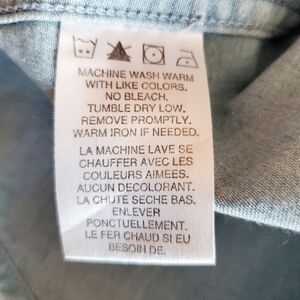 MACHINE WASH WARM
WITH LIKE COLORS.
NO BLEACH.
TUMBLE DRY LOW.
REMOVE PROMPTLY.
WARM IRON IF NEEDED.
LA MACHINE LAVE SE
CHAUFFER AVEC LES
COULEURS AIMEES.
AUCUN DECOLORANT.
LA CHUTE SECHE BAS.
ENLEVER
PONCTUELLEMENT.
LE FER CHAUD SI EU
BESOIN DE.